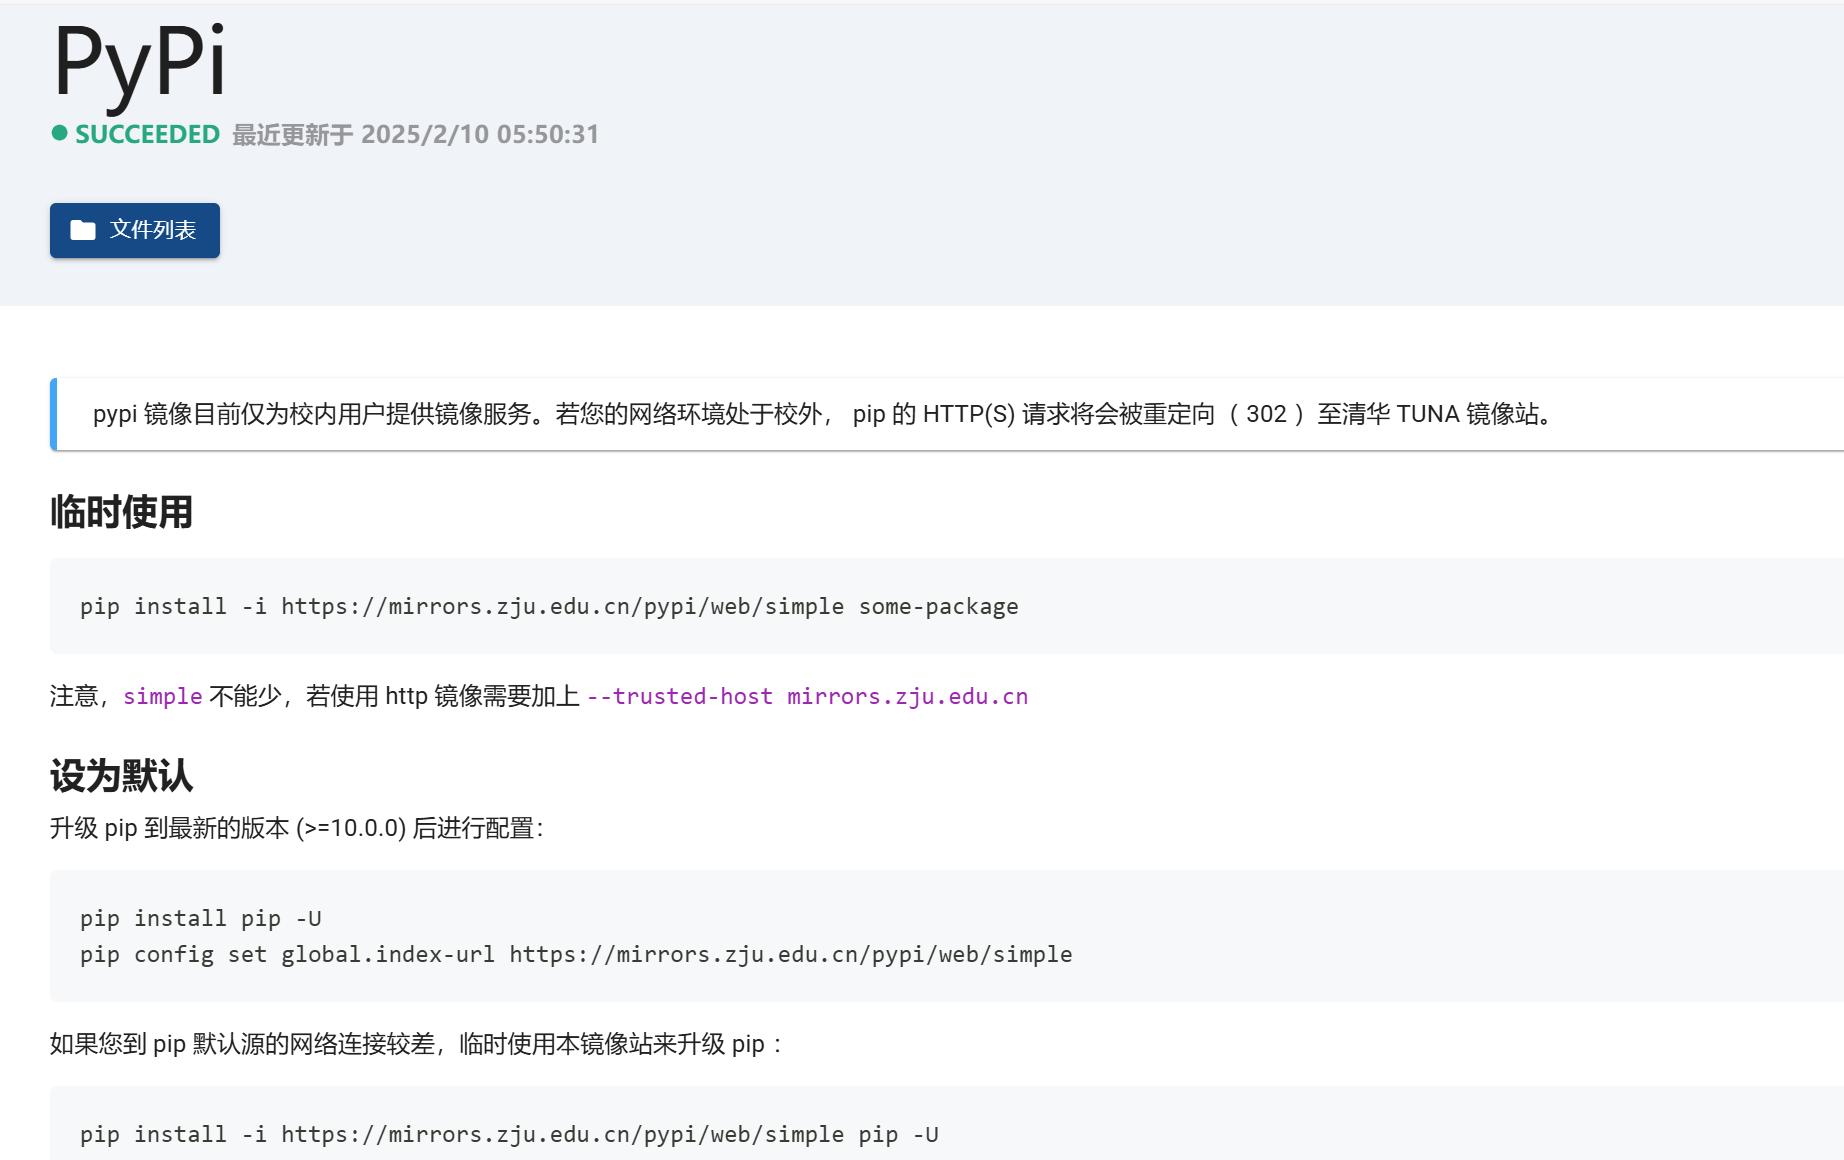 PyPi
SUCCEEDED 最近更新于 2025/2/10 05:50:31
文件列表
pypi 镜像目前仅为校内用户提供镜像服务。若您的网络环境处于校外， pip 的 HTTP(S) 请求将会被重定向（ 302 ）至清华 TUNA 镜像站。
临时使用
pip install -i https://mirrors.zju.edu.cn/pypi/web/simple some-package
注意，simple 不能少，若使用 http 镜像需要加上 --trusted-host mirrors.zju.edu.cn
设为默认
升级 pip 到最新的版本 (>=10.0.0) 后进行配置：
pip install pip -U
pip config set global.index-url https://mirrors.zju.edu.cn/pypi/web/simple
如果您到 pip 默认源的网络连接较差，临时使用本镜像站来升级 pip ：
pip install -i https://mirrors.zju.edu.cn/pypi/web/simple pip -U